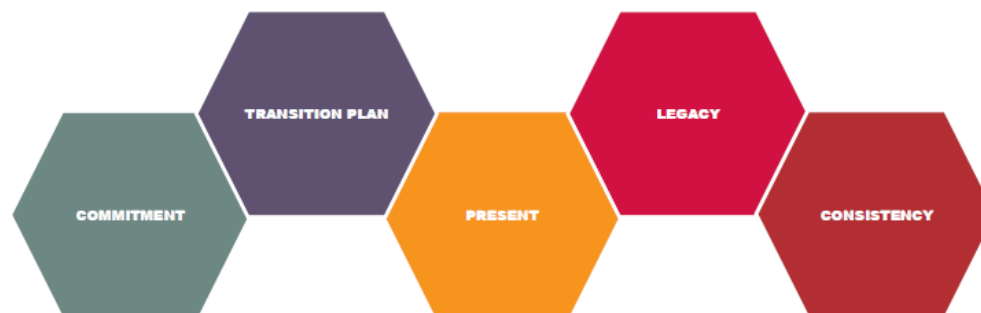 COMMITMENT
TRANSITION PLAN
PRESENT
LEGACY
CONSISTENCY